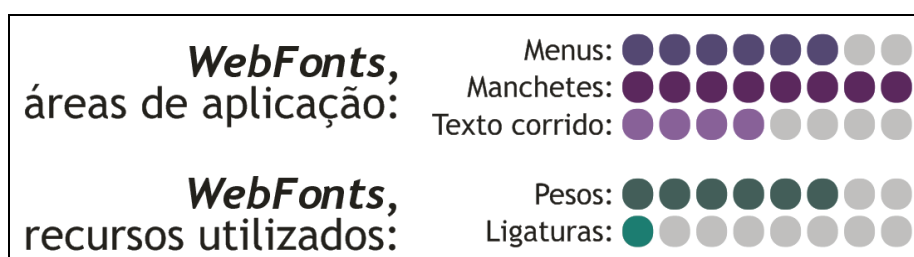 WebFonts,
áreas de aplicação:
Menus:
Manchetes:
Texto corrido:
WebFonts,
recursos utilizados:
Pesos:
Ligaturas: